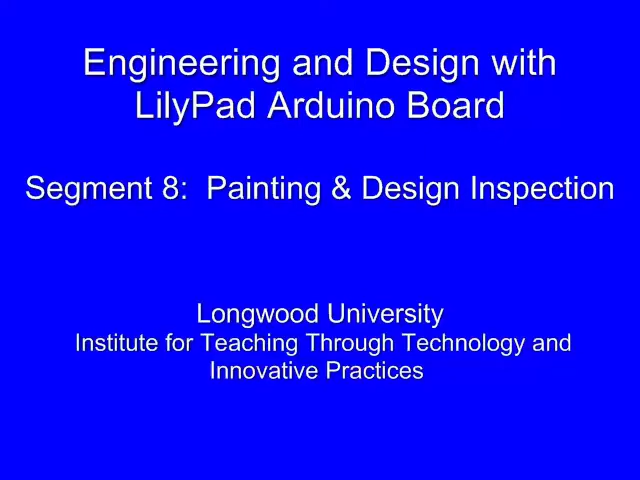 Engineering and Design with
LilyPad Arduino Board
Segment 8:  Painting & Design Inspection
Longwood University
Institute for Teaching Through Technology and
Innovative Practices